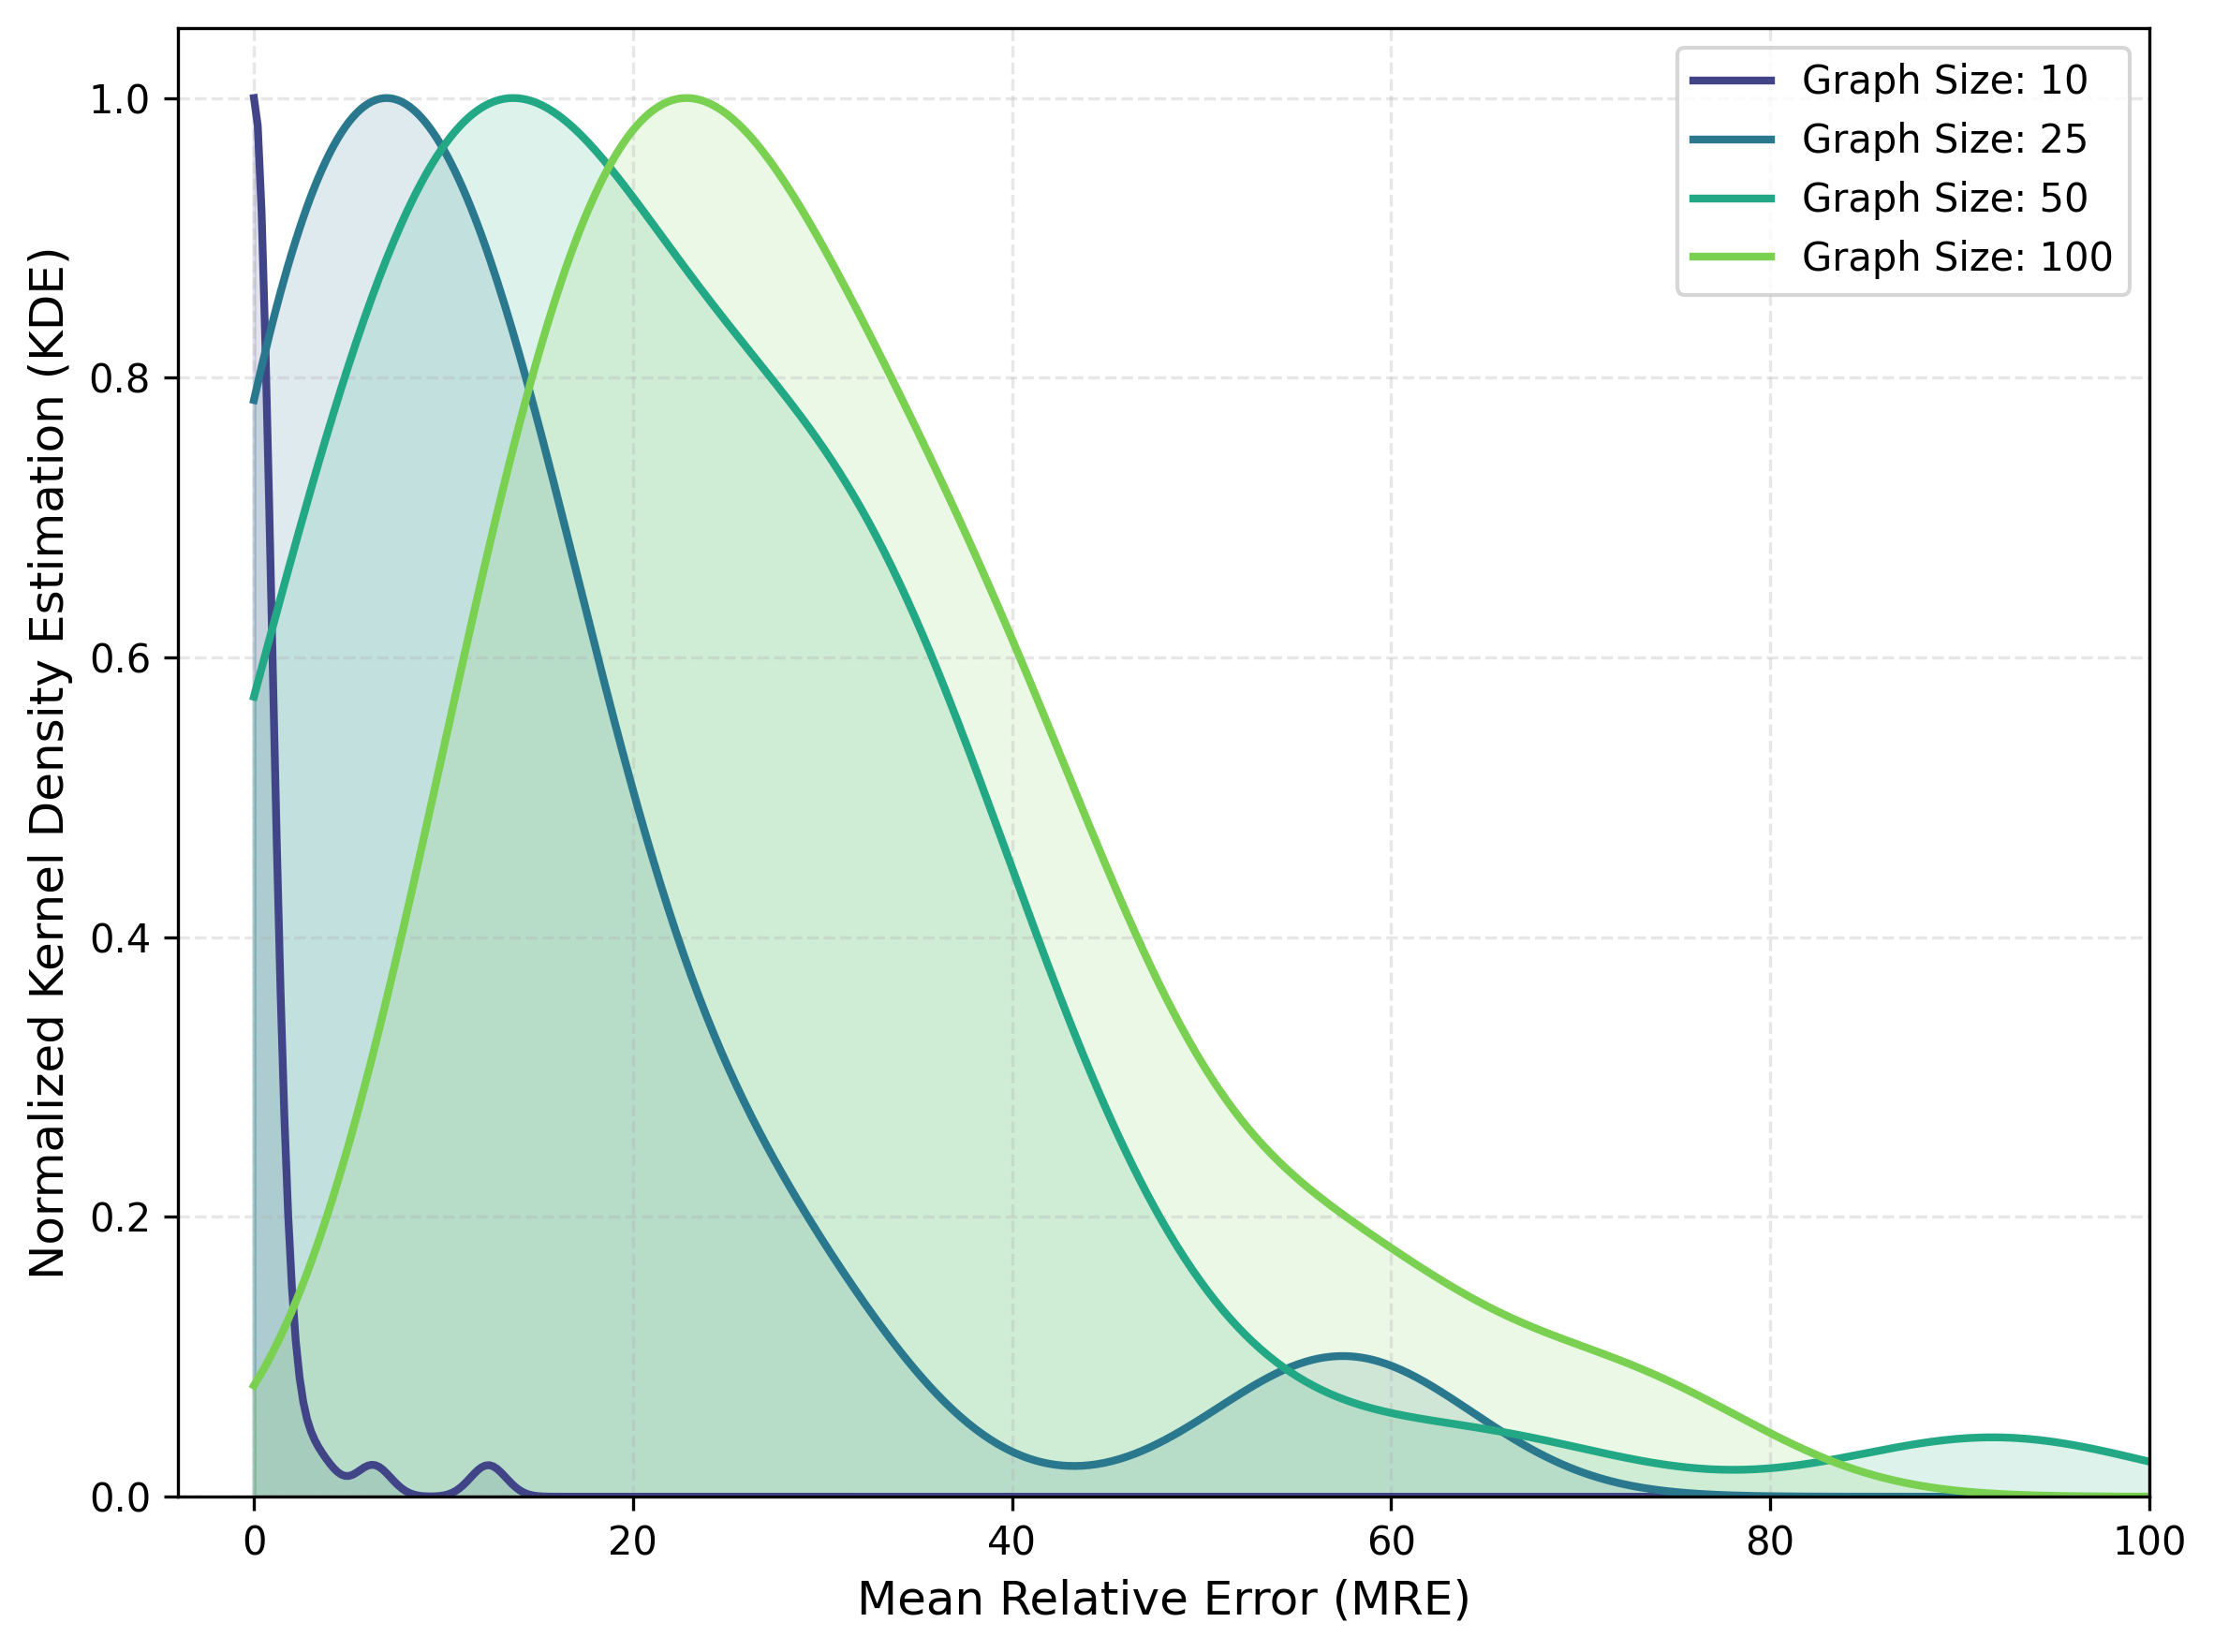 Normalized Kernel Density Estimation (KDE)
1.0
0.8
0.6
0.4
0.2
0.0
0 20 40 60 80 100
Mean Relative Error (MRE)
Graph Size: 10
Graph Size: 25
Graph Size: 50
Graph Size: 100